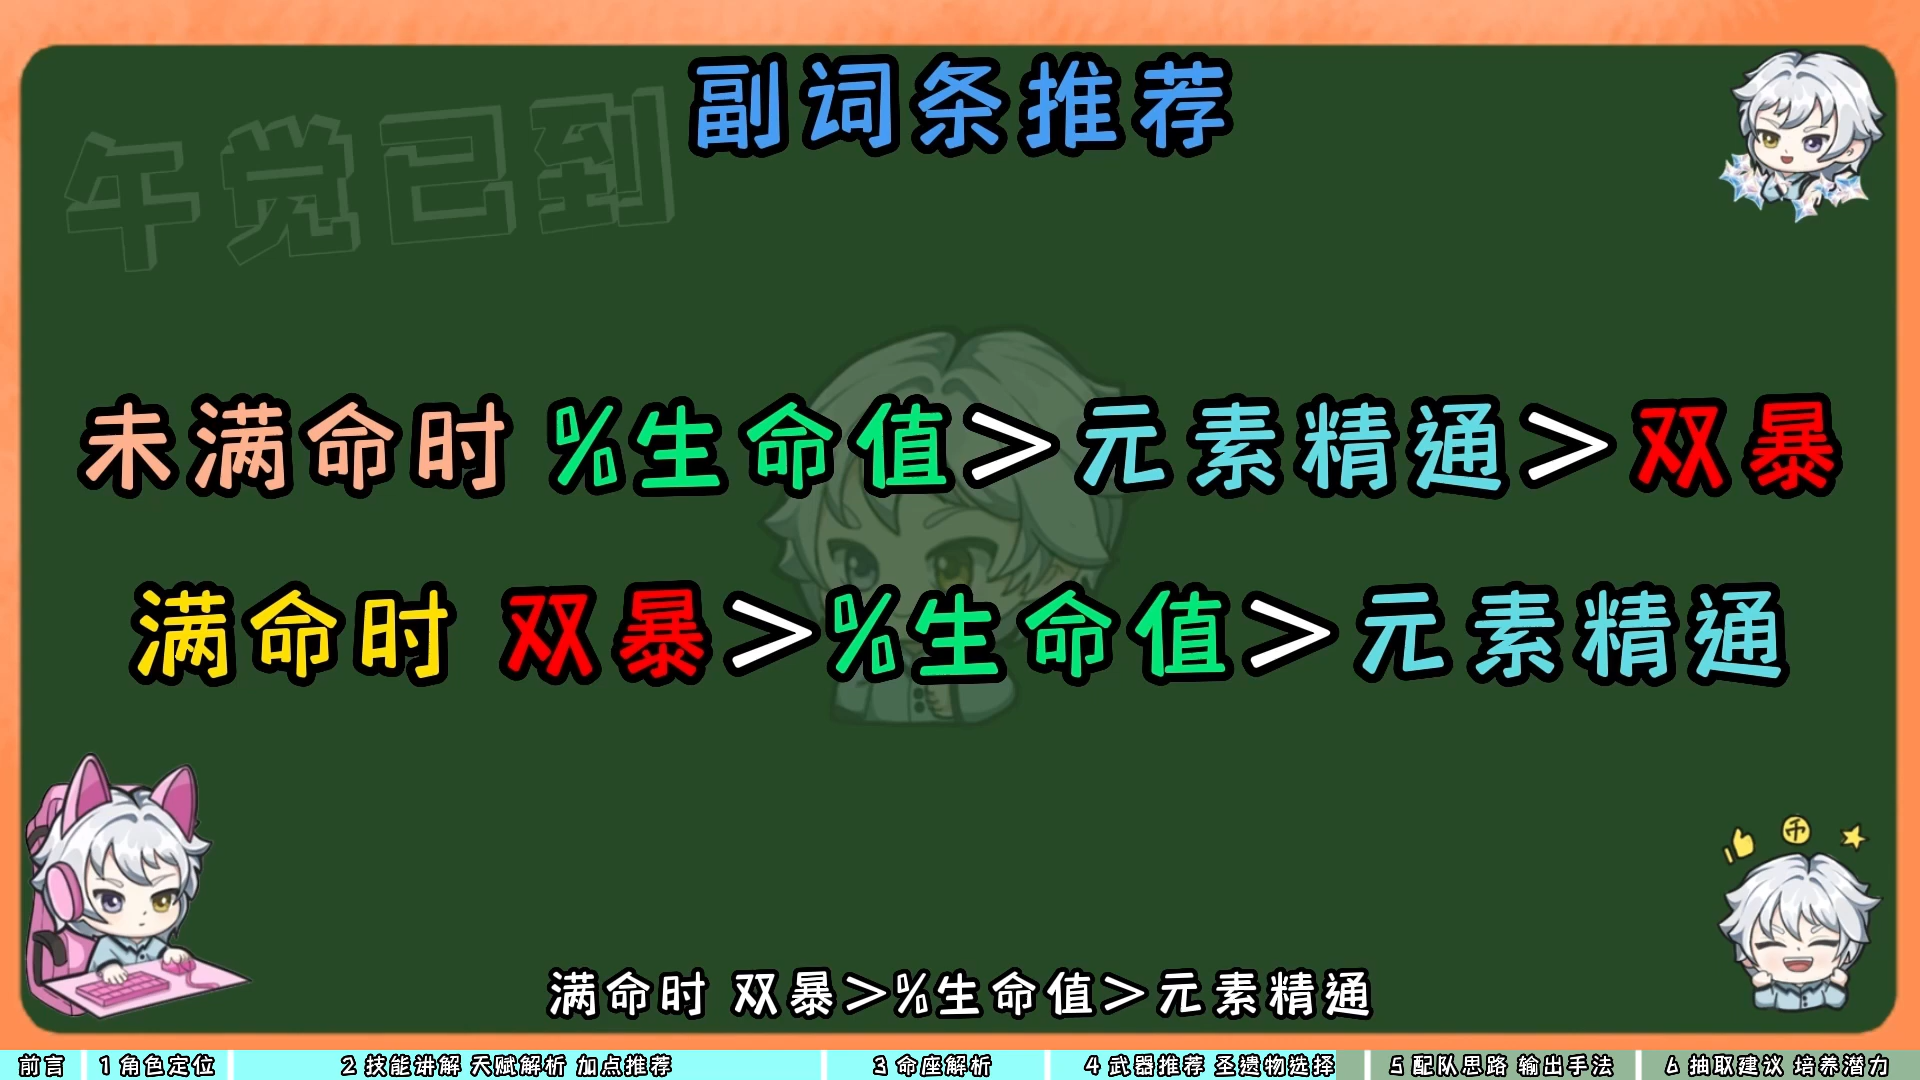 副词条推荐
午觉已到
未满命时 %生命值>元素精通>双暴
满命时 双暴>%生命值>元素精通
币
满命时 双暴>%生命值>元素精通
前言 1 角色定位 2 技能讲解 天赋解析 加点推荐 3 命座解析 4 武器推荐 圣遗物选择 5 配队思路 输出手法 6 抽取建议 培养潜力